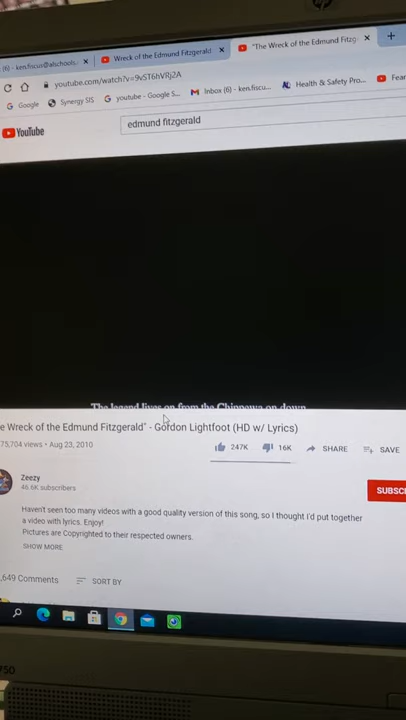 (6) - ken.fiscus@alschools.
Wreck of the Edmund Fitzgerald
"The Wreck of the Edmund Fitzg
youtube.com/watch?v=9vST6hVRj2A
Google
Synergy SIS
youtube - Google S...
Inbox (6) - ken.fiscu...
Health & Safety Pro...
Fear
YouTube
edmund fitzgerald
The legend lives on from the Chippewa on down
e Wreck of the Edmund Fitzgerald" - Gordon Lightfoot (HD w/ Lyrics)
75,704 views • Aug 23, 2010
247K
16K
SHARE
SAVE
Zeezy
46.6K subscribers
SUBSC
Haven't seen too many videos with a good quality version of this song, so I thought I'd put together
a video with lyrics. Enjoy!
Pictures are Copyrighted to their respected owners.
SHOW MORE
,649 Comments
SORT BY
750